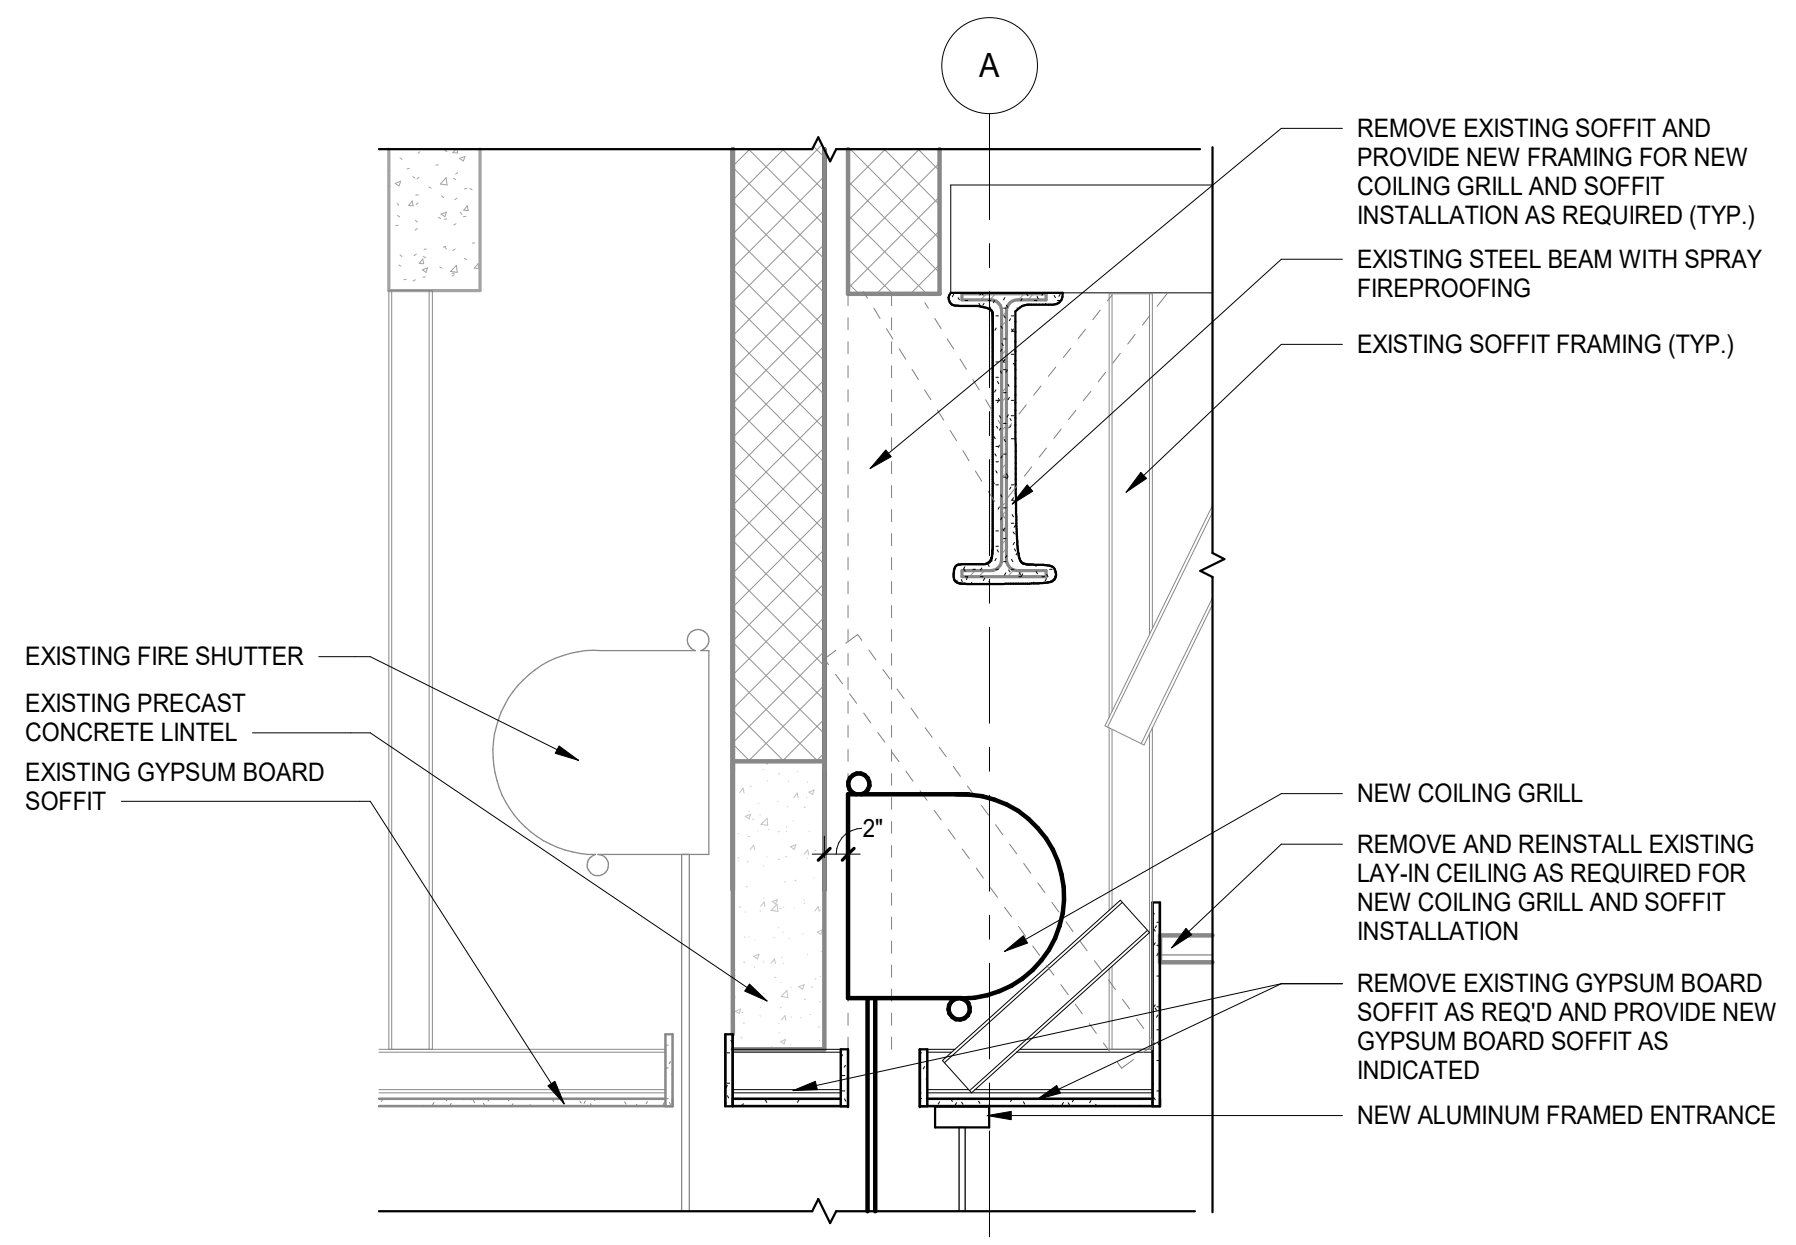 A
REMOVE EXISTING SOFFIT AND
PROVIDE NEW FRAMING FOR NEW
COILING GRILL AND SOFFIT
INSTALLATION AS REQUIRED (TYP.)
EXISTING STEEL BEAM WITH SPRAY
FIREPROOFING
EXISTING SOFFIT FRAMING (TYP.)
EXISTING FIRE SHUTTER
EXISTING PRECAST
CONCRETE LINTEL
EXISTING GYPSUM BOARD
SOFFIT
2"
NEW COILING GRILL
REMOVE AND REINSTALL EXISTING
LAY-IN CEILING AS REQUIRED FOR
NEW COILING GRILL AND SOFFIT
INSTALLATION
REMOVE EXISTING GYPSUM BOARD
SOFFIT AS REQ'D AND PROVIDE NEW
GYPSUM BOARD SOFFIT AS
INDICATED
NEW ALUMINUM FRAMED ENTRANCE